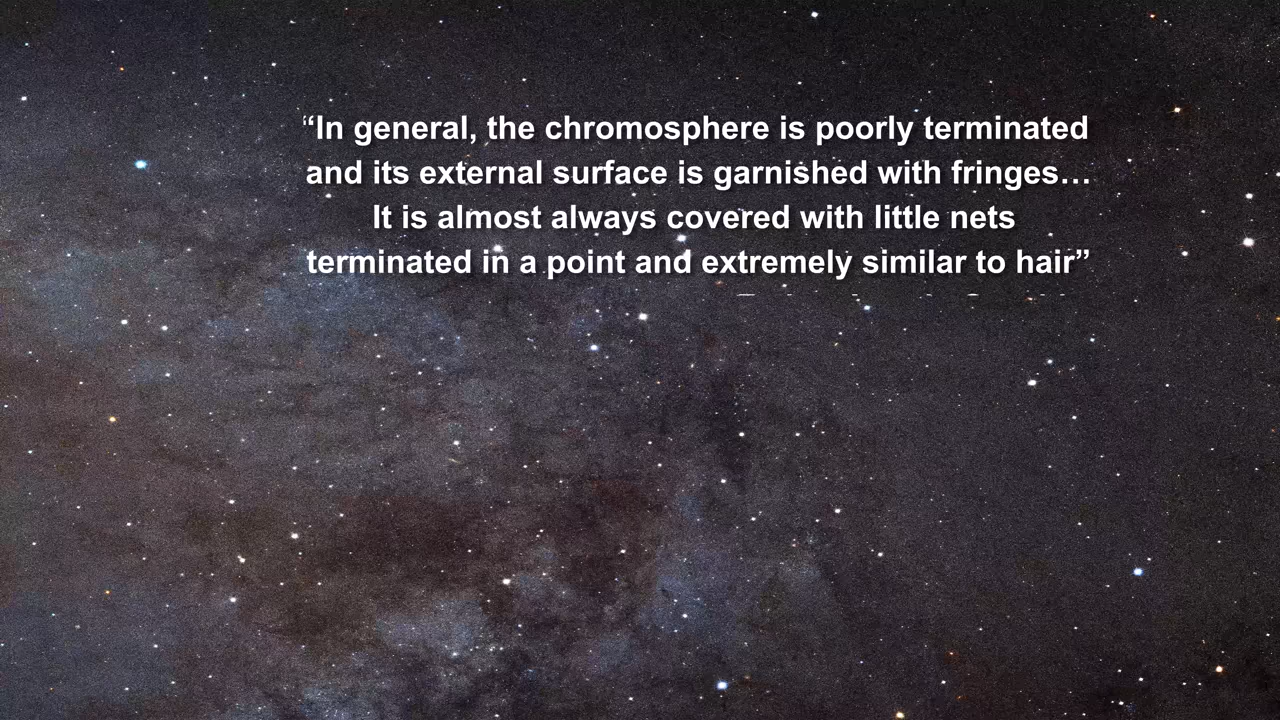 “In general, the chromosphere is poorly terminated
and its external surface is garnished with fringes…
It is almost always covered with little nets
terminated in a point and extremely similar to hair”